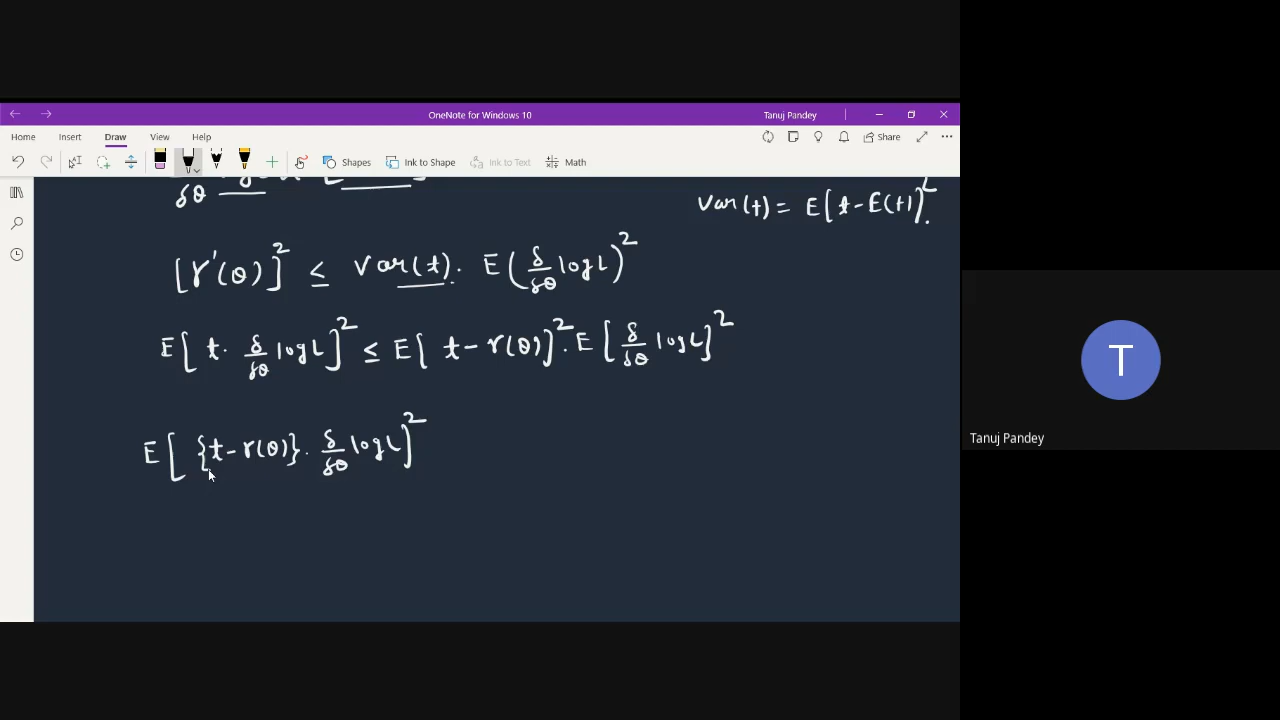 OneNote for Windows 10
Tanuj Pandey
Home Insert Draw View Help
Share
Shapes Ink to Shape Ink to Text Math
δθ
Var(t) = E[t - E(t)]².
[γ'(θ)]² ≤ Var(t). E(δ/δθ log L)²
E[t. δ/δθ log L]² ≤ E[t - γ(θ)]². E[δ/δθ log L]²
E[{t - γ(θ)}. δ/δθ log L]²
T
Tanuj Pandey